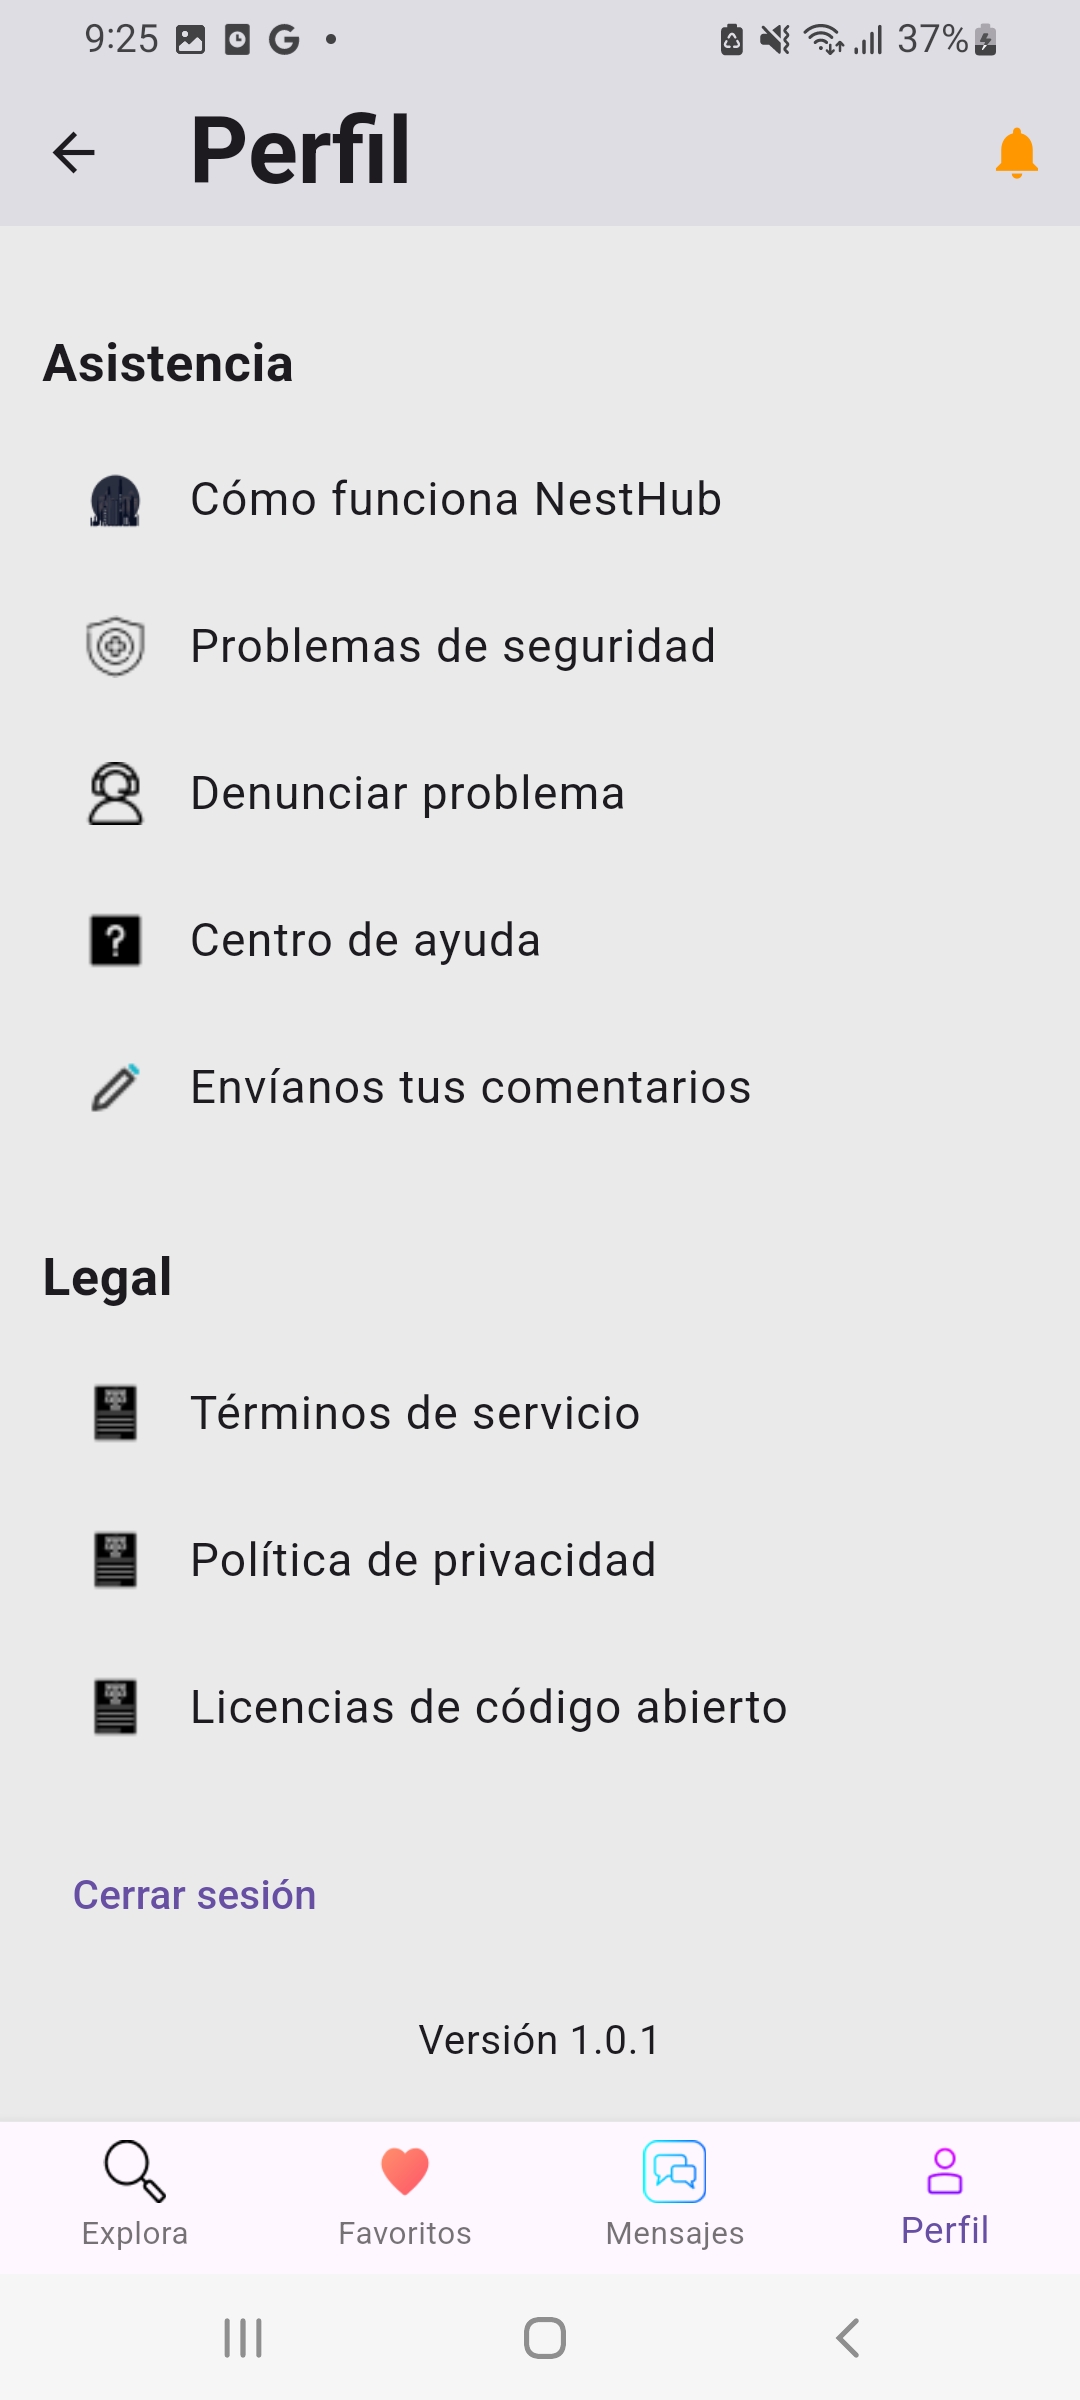 9:25
37%
Perfil
Asistencia
Cómo funciona NestHub
Problemas de seguridad
Denunciar problema
Centro de ayuda
Envíanos tus comentarios
Legal
Términos de servicio
Política de privacidad
Licencias de código abierto
Cerrar sesión
Versión 1.0.1
Explora
Favoritos
Mensajes
Perfil